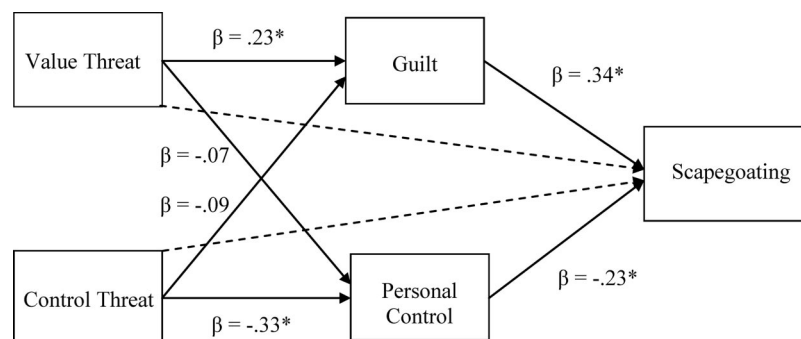 β = .23*
Value Threat
Guilt
β = .34*
β = -.07
Scapegoating
β = -.09
Control Threat
Personal
Control
β = -.23*
β = -.33*